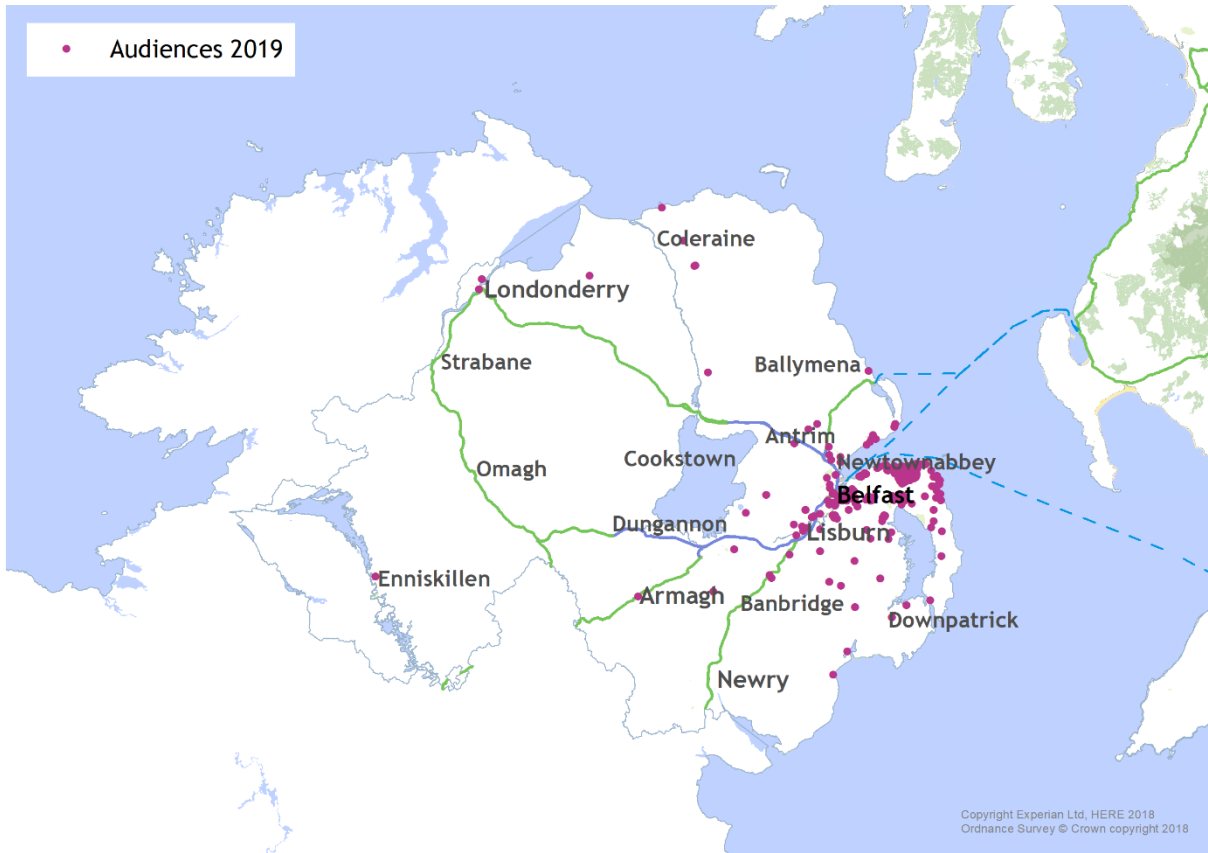 Audiences 2019
Coleraine
Londonderry
Strabane
Ballymena
Antrim
Cookstown
Newtownabbey
Omagh
Belfast
Dungannon
Lisburn
Enniskillen
Armagh
Banbridge
Downpatrick
Newry
Copyright Experian Ltd, HERE 2018
Ordnance Survey © Crown copyright 2018